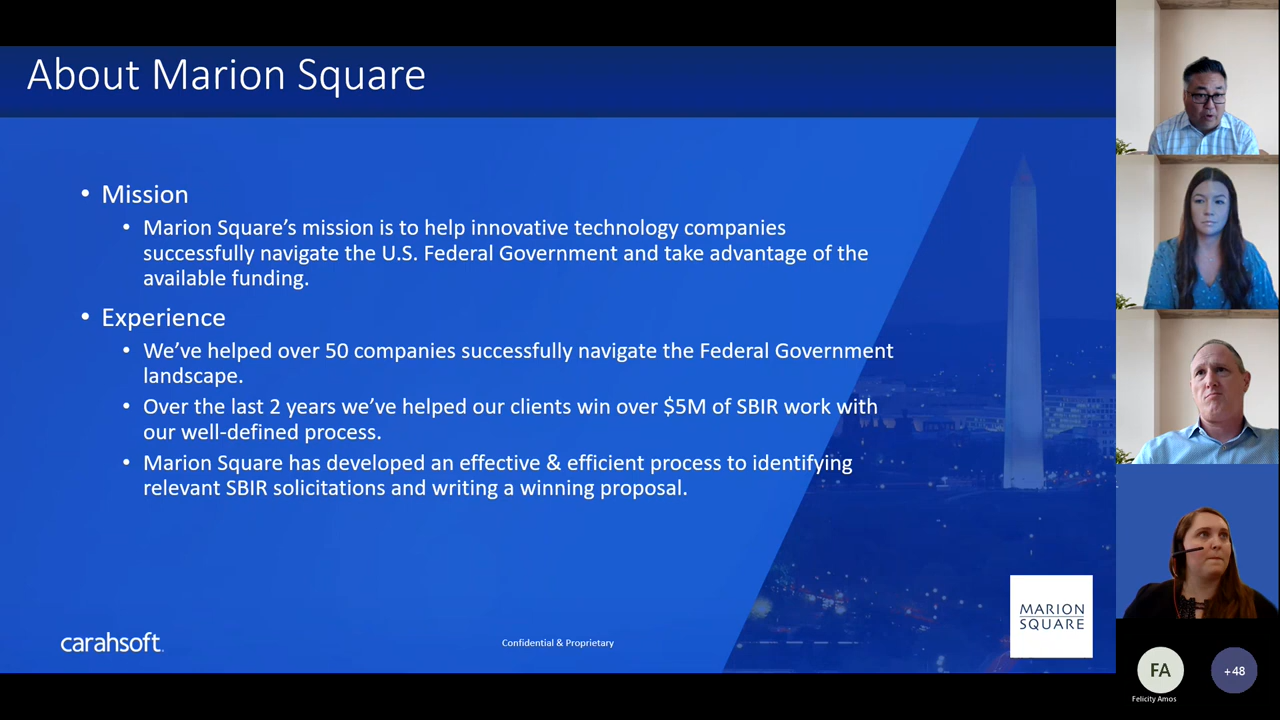 About Marion Square
• Mission
• Marion Square’s mission is to help innovative technology companies
successfully navigate the U.S. Federal Government and take advantage of the
available funding.
• Experience
• We’ve helped over 50 companies successfully navigate the Federal Government
landscape.
• Over the last 2 years we’ve helped our clients win over $5M of SBIR work with
our well-defined process.
• Marion Square has developed an effective & efficient process to identifying
relevant SBIR solicitations and writing a winning proposal.
carahsoft.
Confidential & Proprietary
MARION
SQUARE
FA
+48
Felicity Amos